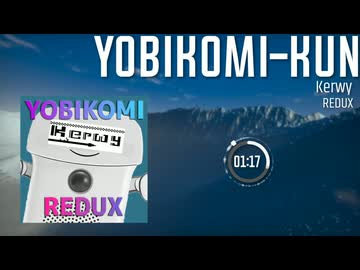 YOBIKOMI-KUN
Kerwy
REDUX
YOBIKOMI
Kerwy
REDUX
01:17